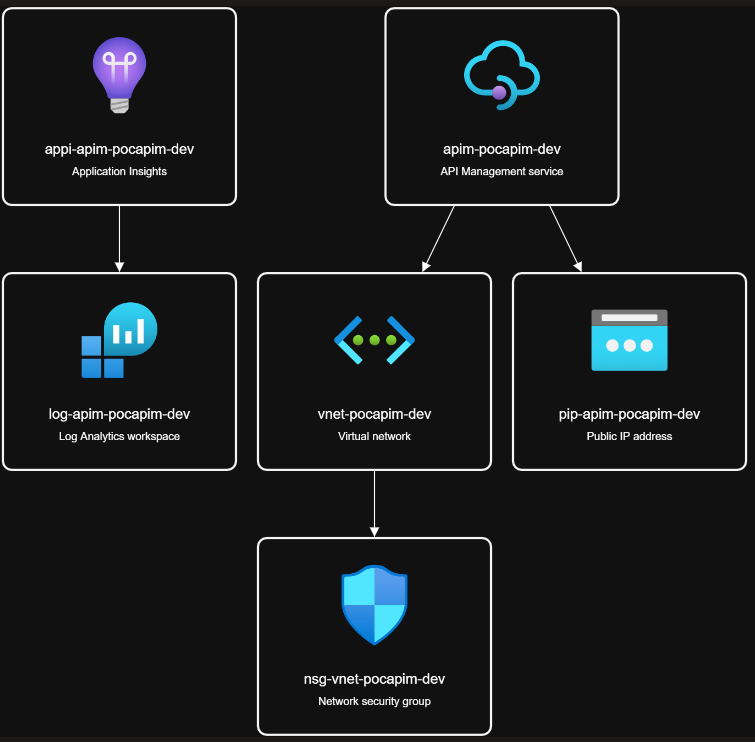 appi-apim-pocapim-dev
Application Insights
apim-pocapim-dev
API Management service
log-apim-pocapim-dev
Log Analytics workspace
vnet-pocapim-dev
Virtual network
pip-apim-pocapim-dev
Public IP address
nsg-vnet-pocapim-dev
Network security group